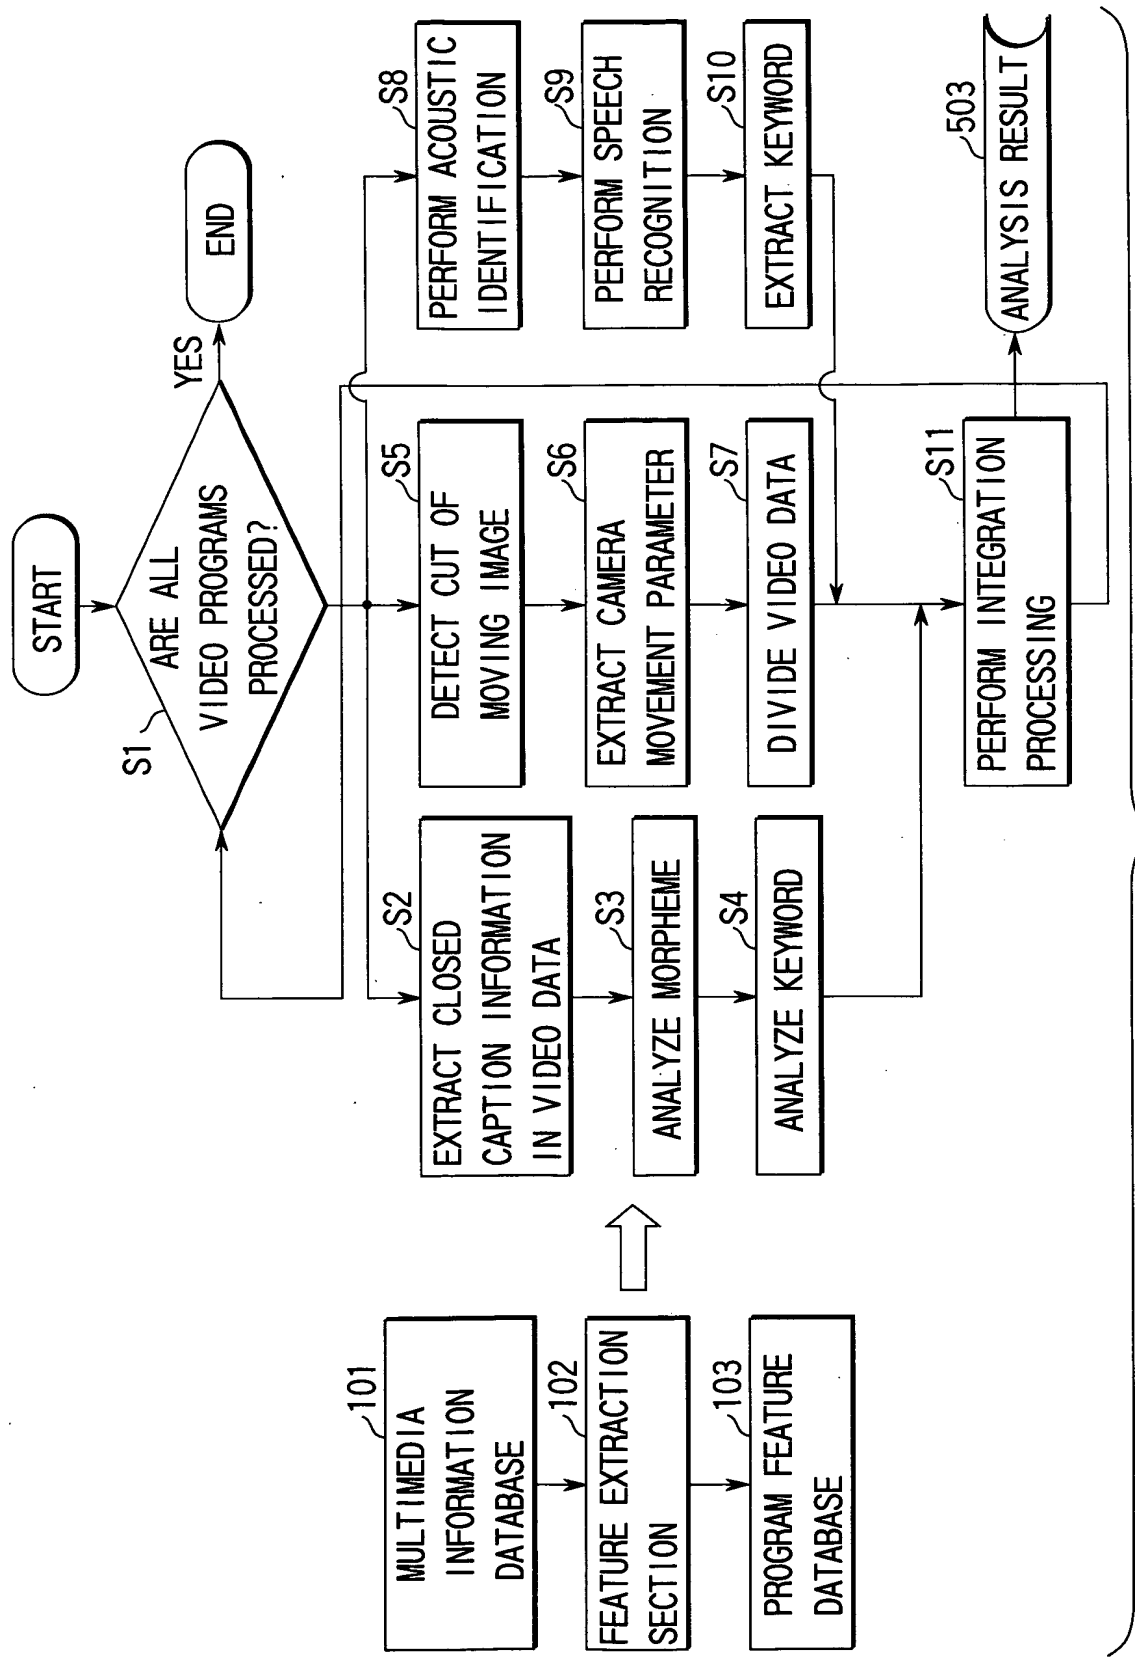 START
S1
ARE ALL
VIDEO PROGRAMS
PROCESSED?
YES
END
101
MULTIMEDIA
INFORMATION
DATABASE
102
FEATURE EXTRACTION
SECTION
103
PROGRAM FEATURE
DATABASE
S2
EXTRACT CLOSED
CAPTION INFORMATION
IN VIDEO DATA
S3
ANALYZE MORPHEME
S4
ANALYZE KEYWORD
S5
DETECT CUT OF
MOVING IMAGE
S6
EXTRACT CAMERA
MOVEMENT PARAMETER
S7
DIVIDE VIDEO DATA
S8
PERFORM ACOUSTIC
IDENTIFICATION
S9
PERFORM SPEECH
RECOGNITION
S10
EXTRACT KEYWORD
S11
PERFORM INTEGRATION
PROCESSING
503
ANALYSIS RESULT